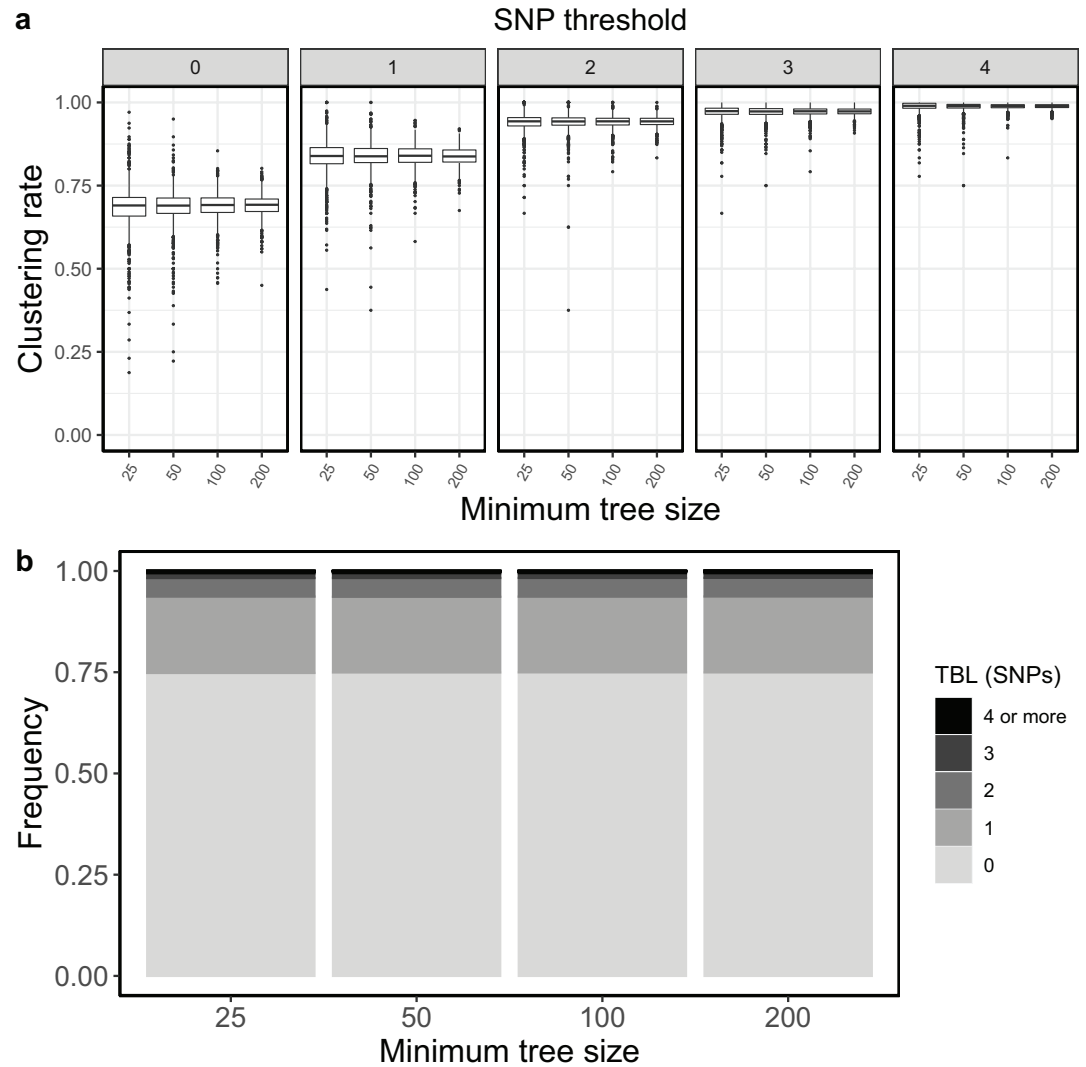 a
SNP threshold
0 1 2 3 4
1.00
0.75
0.50
0.25
0.00
Clustering rate
25 50 100 200 25 50 100 200 25 50 100 200 25 50 100 200 25 50 100 200
Minimum tree size
b
1.00
0.75
0.50
0.25
0.00
Frequency
25 50 100 200
Minimum tree size
TBL (SNPs)
4 or more
3
2
1
0